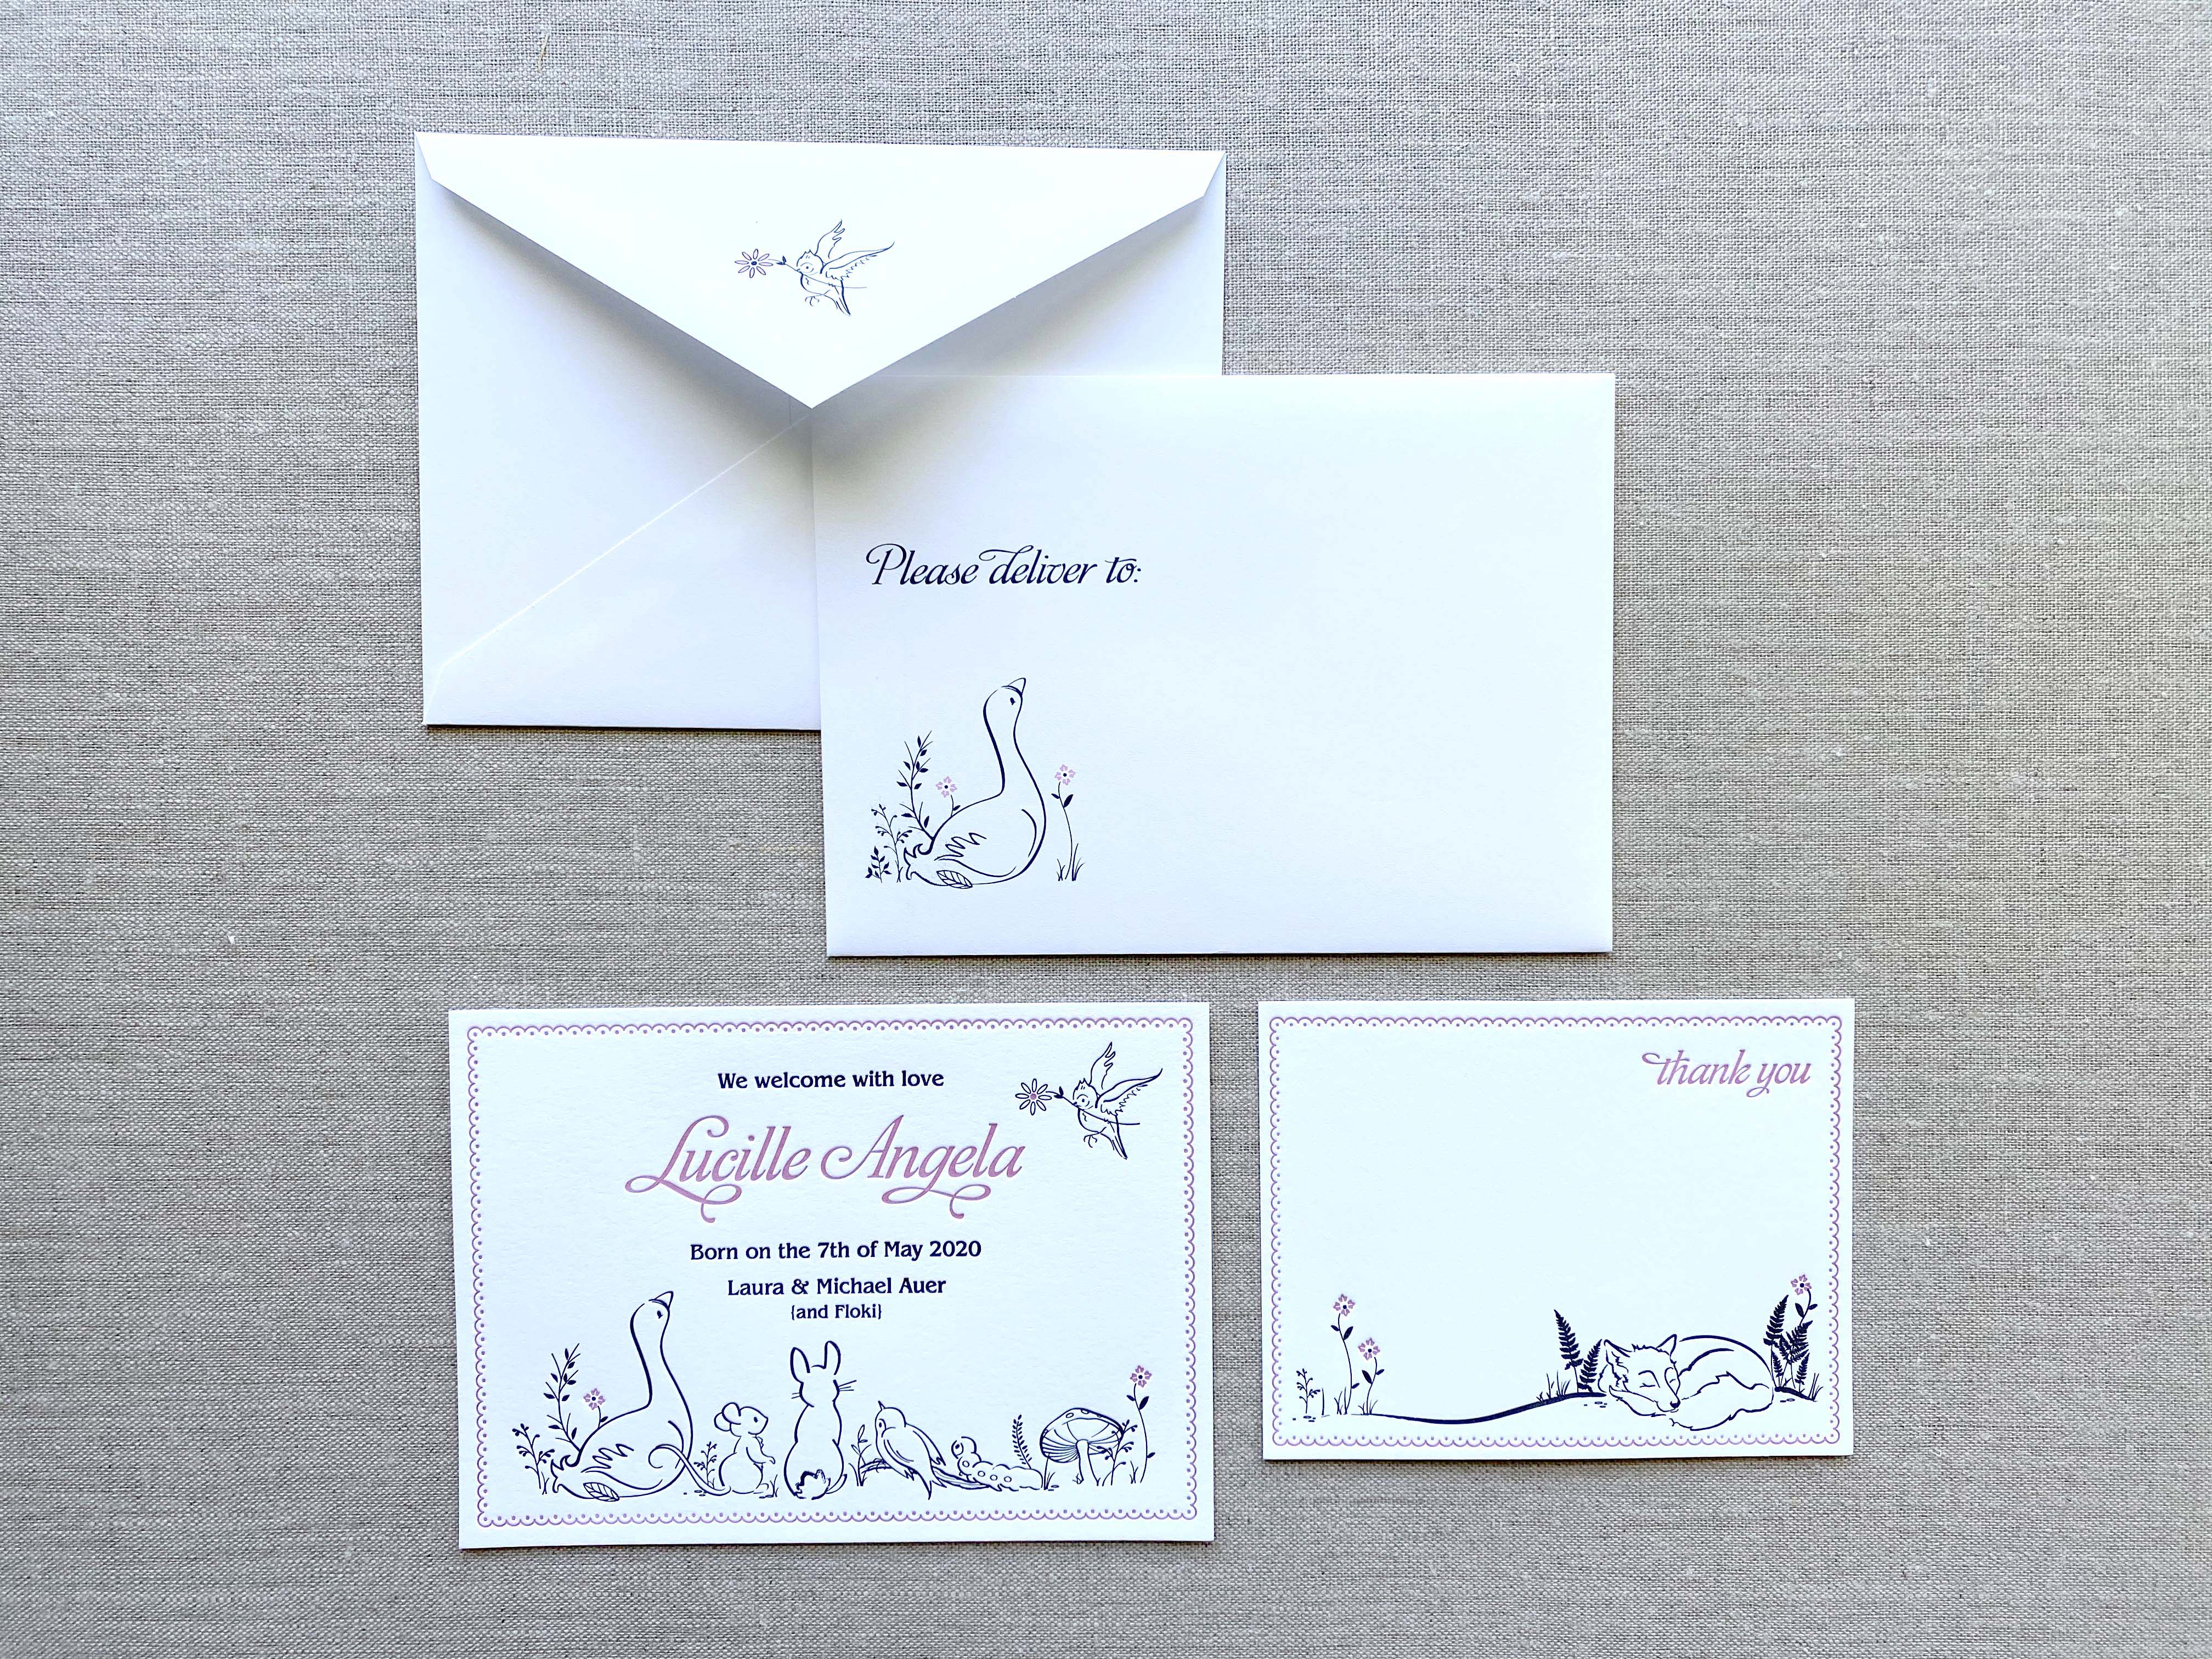 Please deliver to:
We welcome with love
Lucille Angela
Born on the 7th of May 2020
Laura & Michael Auer
{and Floki}
thank you